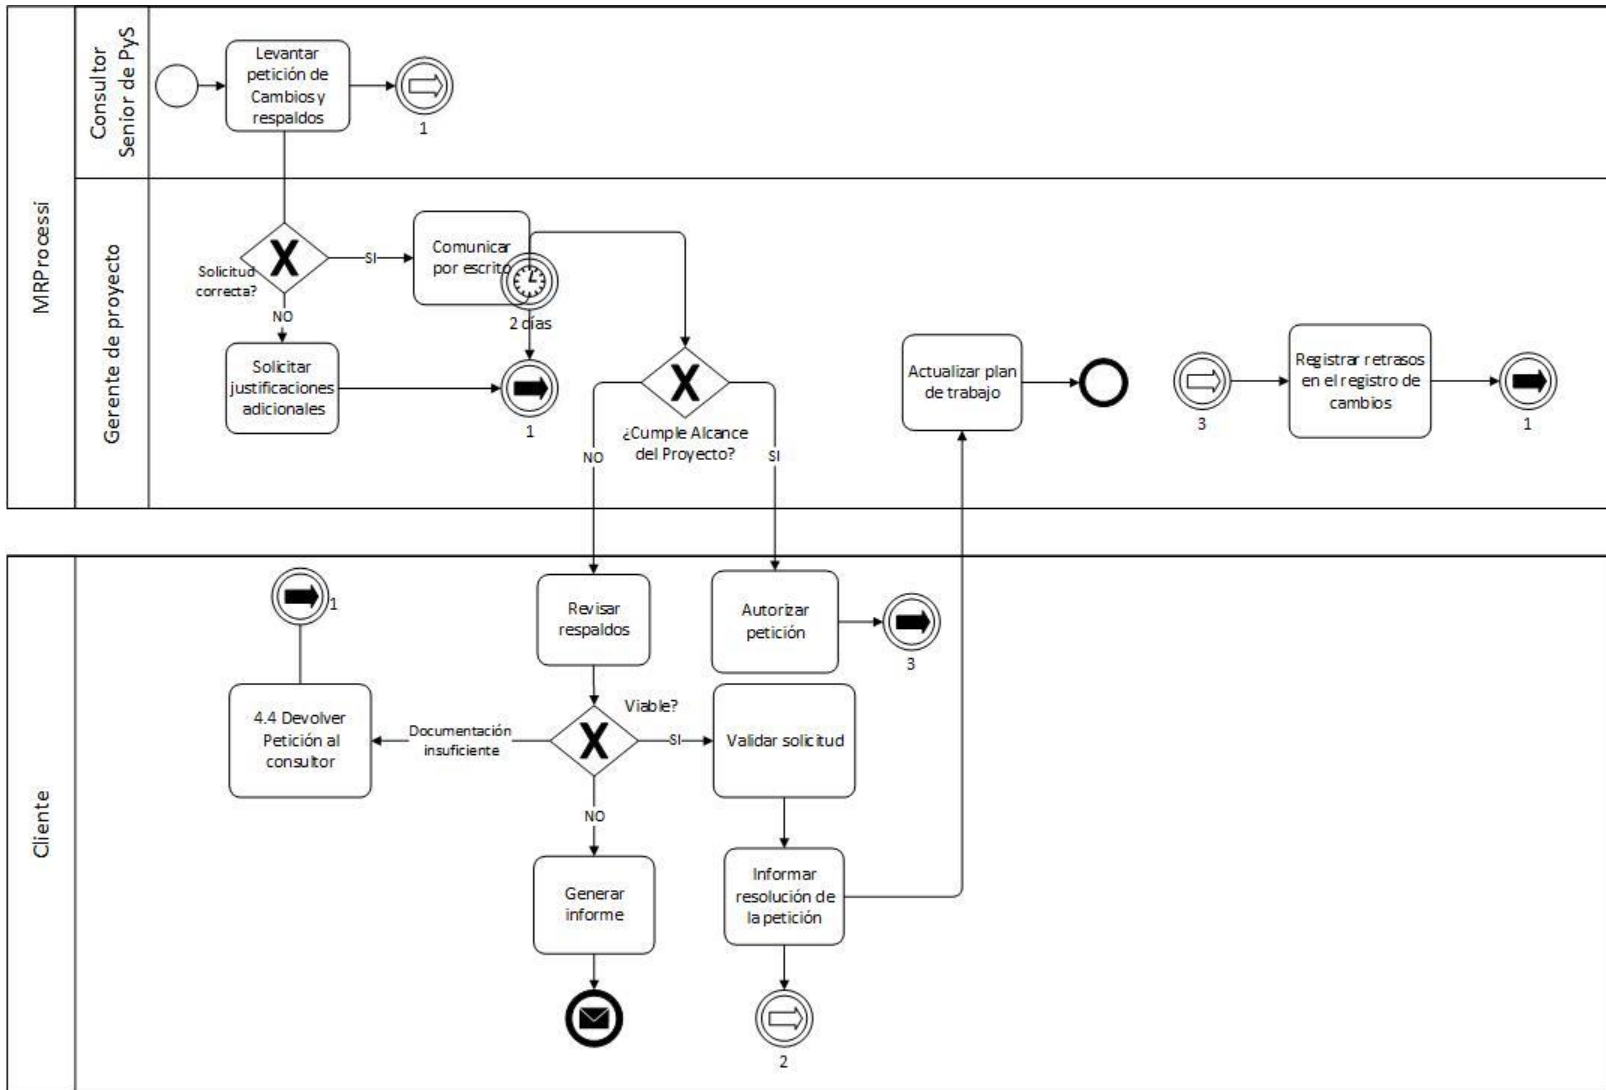 MRProcessi
Consultor
Senior de PyS
Levantar
petición de
Cambios y
respaldos
1
Gerente de proyecto
Solicitud
correcta?
SI
NO
Comunicar
por escrito
2 días
Solicitar
justificaciones
adicionales
1
¿Cumple Alcance
del Proyecto?
NO
SI
Actualizar plan
de trabajo
3
Registrar retrasos
en el registro de
cambios
1
Cliente
1
Revisar
respaldos
Autorizar
petición
3
4.4 Devolver
Petición al
consultor
Documentación
insuficiente
Viable?
SI
Validar solicitud
NO
Generar
informe
Informar
resolución de
la petición
2